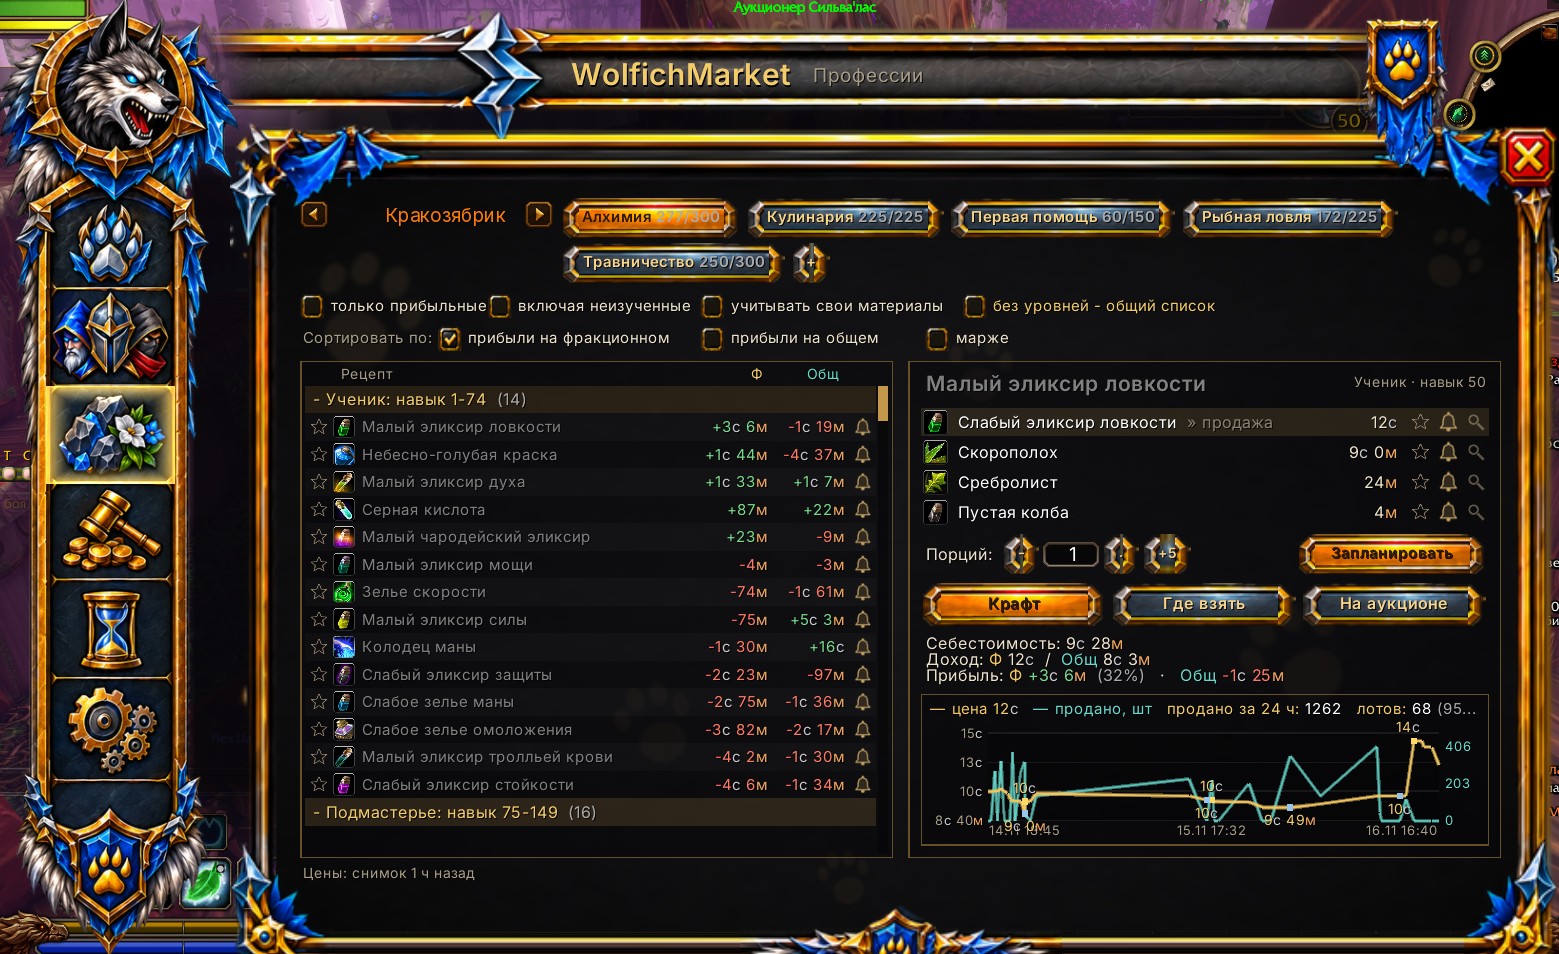 Аукционер Сильва'лас
WolfichMarket Профессии
50
Кракозябрик
Алхимия 277/300 Кулинария 225/225 Первая помощь 60/150 Рыбная ловля 172/225
Травничество 250/300 +
только прибыльные включая неизученные учитывать свои материалы без уровней - общий список
Сортировать по: прибыли на фракционном прибыли на общем марже
Рецепт Ф Общ
- Ученик: навык 1-74 (14)
Малый эликсир ловкости +3с 6м -1с 19м
Небесно-голубая краска +1с 44м -4с 37м
Малый эликсир духа +1с 33м +1с 7м
Серная кислота +87м +22м
Малый чародейский эликсир +23м -9м
Малый эликсир мощи -4м -3м
Зелье скорости -74м -1с 61м
Малый эликсир силы -75м +5с 3м
Колодец маны -1с 30м +16с
Слабый эликсир защиты -2с 23м -97м
Слабое зелье маны -2с 75м -1с 36м
Слабое зелье омоложения -3с 82м -2с 17м
Малый эликсир тролльей крови -4с 2м -1с 30м
Слабый эликсир стойкости -4с 6м -1с 34м
- Подмастерье: навык 75-149 (16)
Цены: снимок 1 ч назад
Малый эликсир ловкости Ученик · навык 50
Слабый эликсир ловкости » продажа 12с
Скорополох 9с 0м
Сребролист 24м
Пустая колба 4м
Порций: 1 +5 Запланировать
Крафт Где взять На аукционе
Себестоимость: 9с 28м
Доход: Ф 12с / Общ 8с 3м
Прибыль: Ф +3с 6м (32%) · Общ -1с 25м
— цена 12с — продано, шт продано за 24 ч: 1262 лотов: 68 (95...
14с
15с 406
13с
10с 203
10с 10с
10с 10с
9с 0м 9с 49м
8с 40м 0
15.11 17:32 16.11 16:40